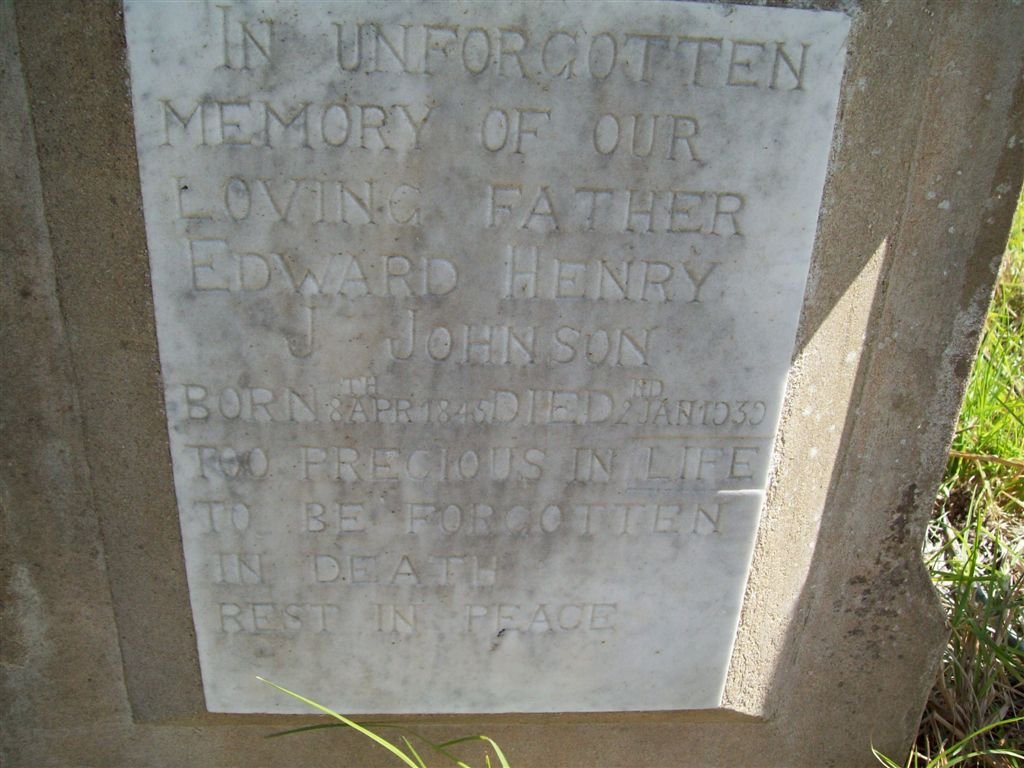 IN UNFORGOTTEN
MEMORY OF OUR
LOVING FATHER
EDWARD HENRY
J JOHNSON
BORN 8TH APR 1845 DIED 2ND JAN 1939
TOO PRECIOUS IN LIFE
TO BE FORGOTTEN
IN DEATH
REST IN PEACE